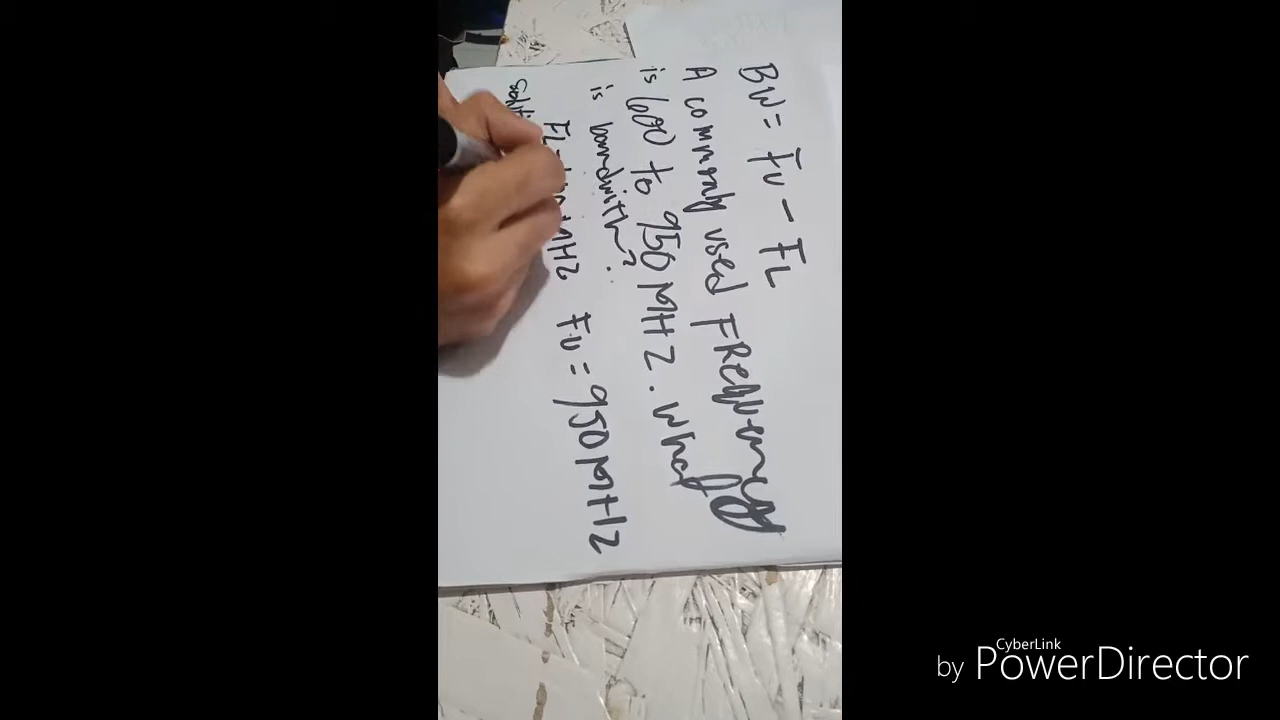 BW = FU - FL
A commonly used FRequency
is 600 to 950 MHZ. what
is bandwith?
FU = 950 MHZ
CyberLink
by PowerDirector